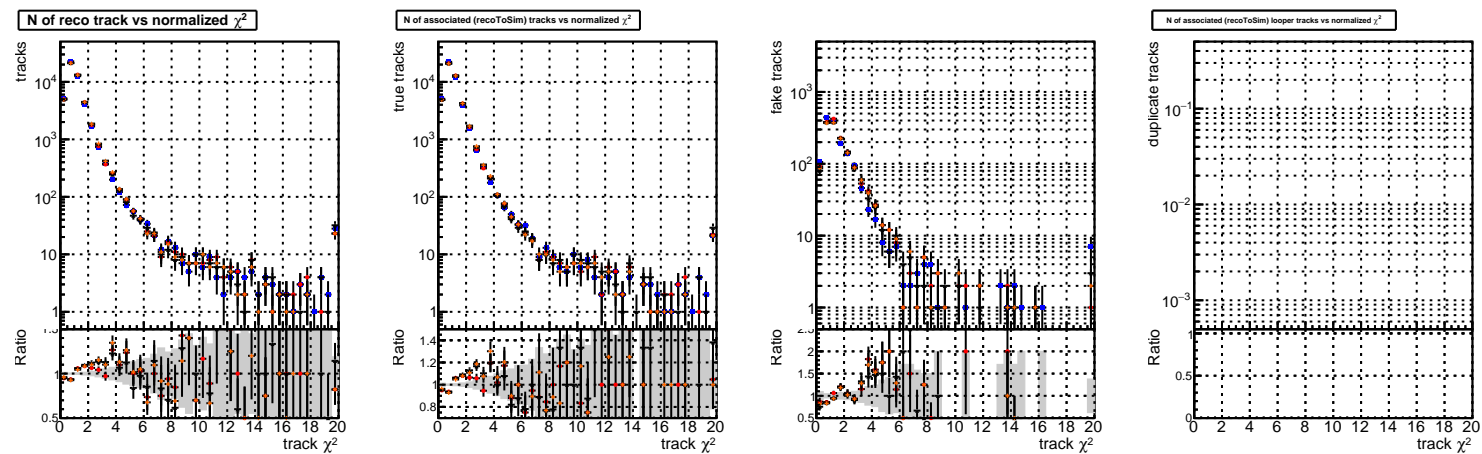 N of reco track vs normalized χ²
tracks
10⁴
10³
10²
10
1
Ratio
1.5
1
0.5
0 2 4 6 8 10 12 14 16 18 20
track χ²
N of associated (recoToSim) tracks vs normalized χ²
true tracks
10⁴
10³
10²
10
1
Ratio
1.4
1.2
1
0.8
0 2 4 6 8 10 12 14 16 18 20
track χ²
fake tracks
10³
10²
10
1
Ratio
2.5
2
1.5
1
0.5
0 2 4 6 8 10 12 14 16 18 20
track χ²
N of associated (recoToSim) looper tracks vs normalized χ²
duplicate tracks
10⁻¹
10⁻²
10⁻³
Ratio
1
0.5
0
0 2 4 6 8 10 12 14 16 18 20
track χ²